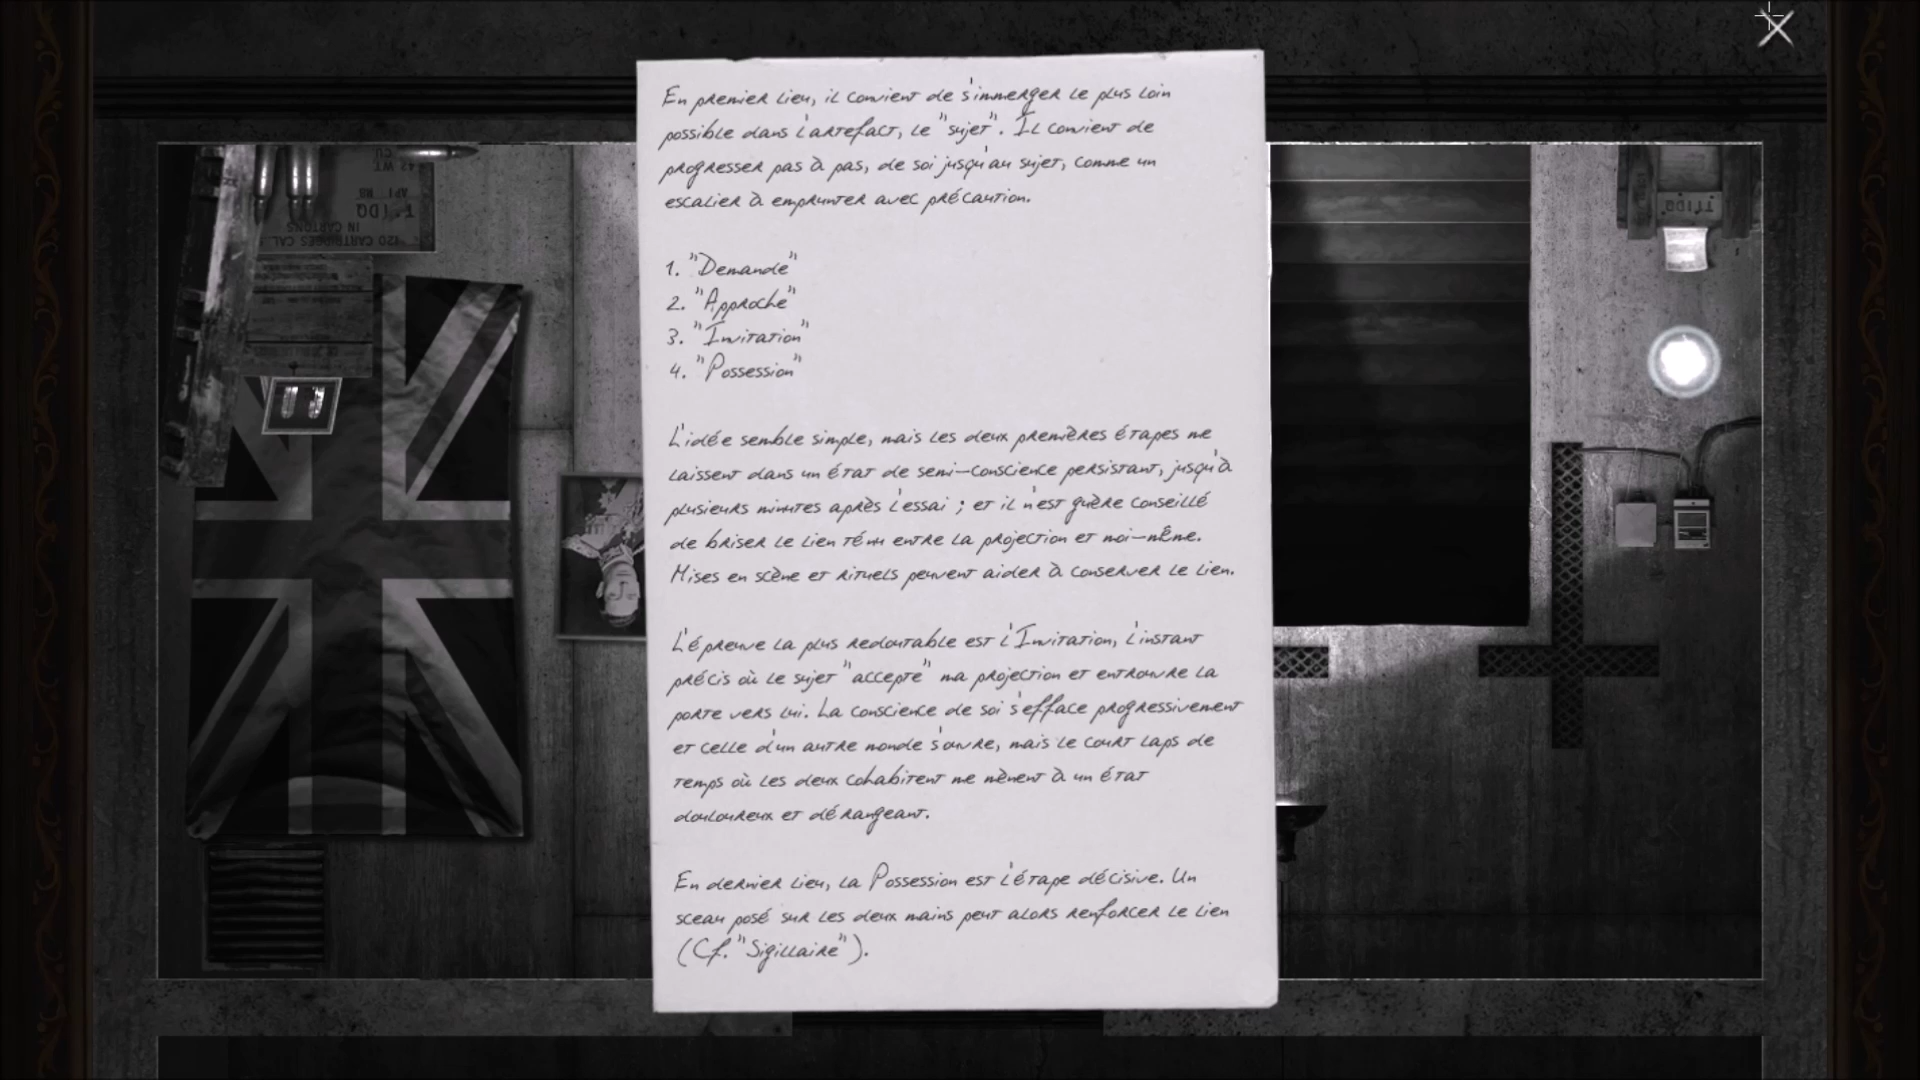 En premier lieu, il convient de s'immerger le plus loin
possible dans l'artefact, le "sujet". Il convient de
progresser pas à pas, de soi jusqu'au sujet, comme un
escalier à emprunter avec précaution.
1. "Demande"
2. "Approche"
3. "Invitation"
4. "Possession"
L'idée semble simple, mais les deux premières étapes me
laissent dans un état de semi-conscience persistant, jusqu'à
plusieurs minutes après l'essai ; et il n'est guère conseillé
de briser le lien ténu entre la projection et moi-même.
Mises en scène et rituels peuvent aider à conserver le lien.
L'épreuve la plus redoutable est l'Invitation, l'instant
précis où le sujet "accepte" ma projection et entrouvre la
porte vers lui. La conscience de soi s'efface progressivement
et celle d'un autre monde s'ouvre, mais le court laps de
temps où les deux cohabitent me mènent à un état
douloureux et dérangeant.
En dernier lieu, la Possession est l'étape décisive. Un
sceau posé sur les deux mains peut alors renforcer le lien
(Cf. "Sigillaire").
120 CARTRIDGES CAL
IN CARTONS